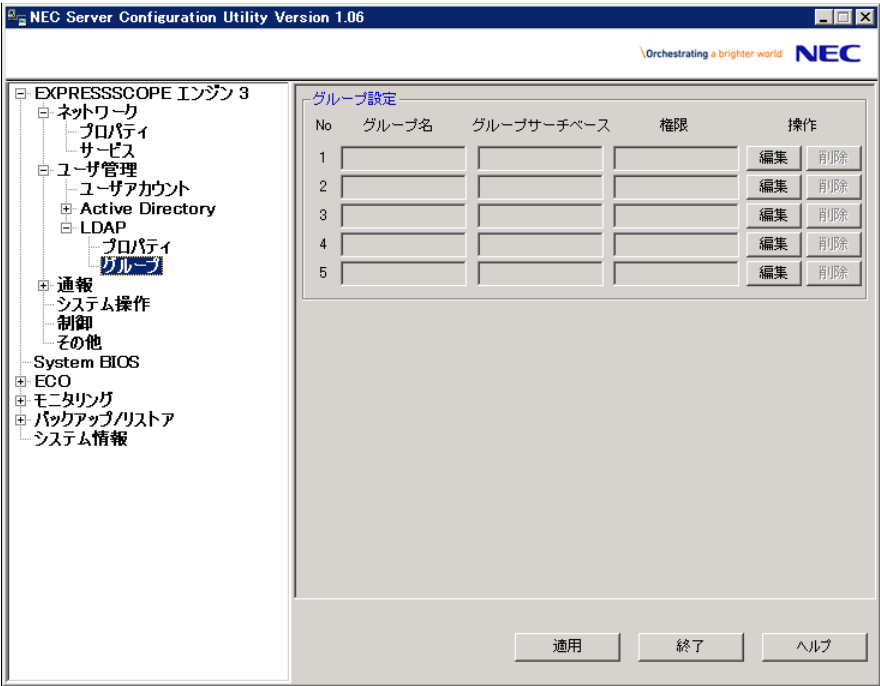 NEC Server Configuration Utility Version 1.06
\Orchestrating a brighter world NEC
EXPRESSSCOPE エンジン 3
ネットワーク
プロパティ
サービス
ユーザ管理
ユーザアカウント
Active Directory
LDAP
プロパティ
グループ
通報
システム操作
制御
その他
System BIOS
ECO
モニタリング
バックアップ/リストア
システム情報
グループ設定
No グループ名 グループサーチベース 権限 操作
1 編集 削除
2 編集 削除
3 編集 削除
4 編集 削除
5 編集 削除
適用 終了 ヘルプ